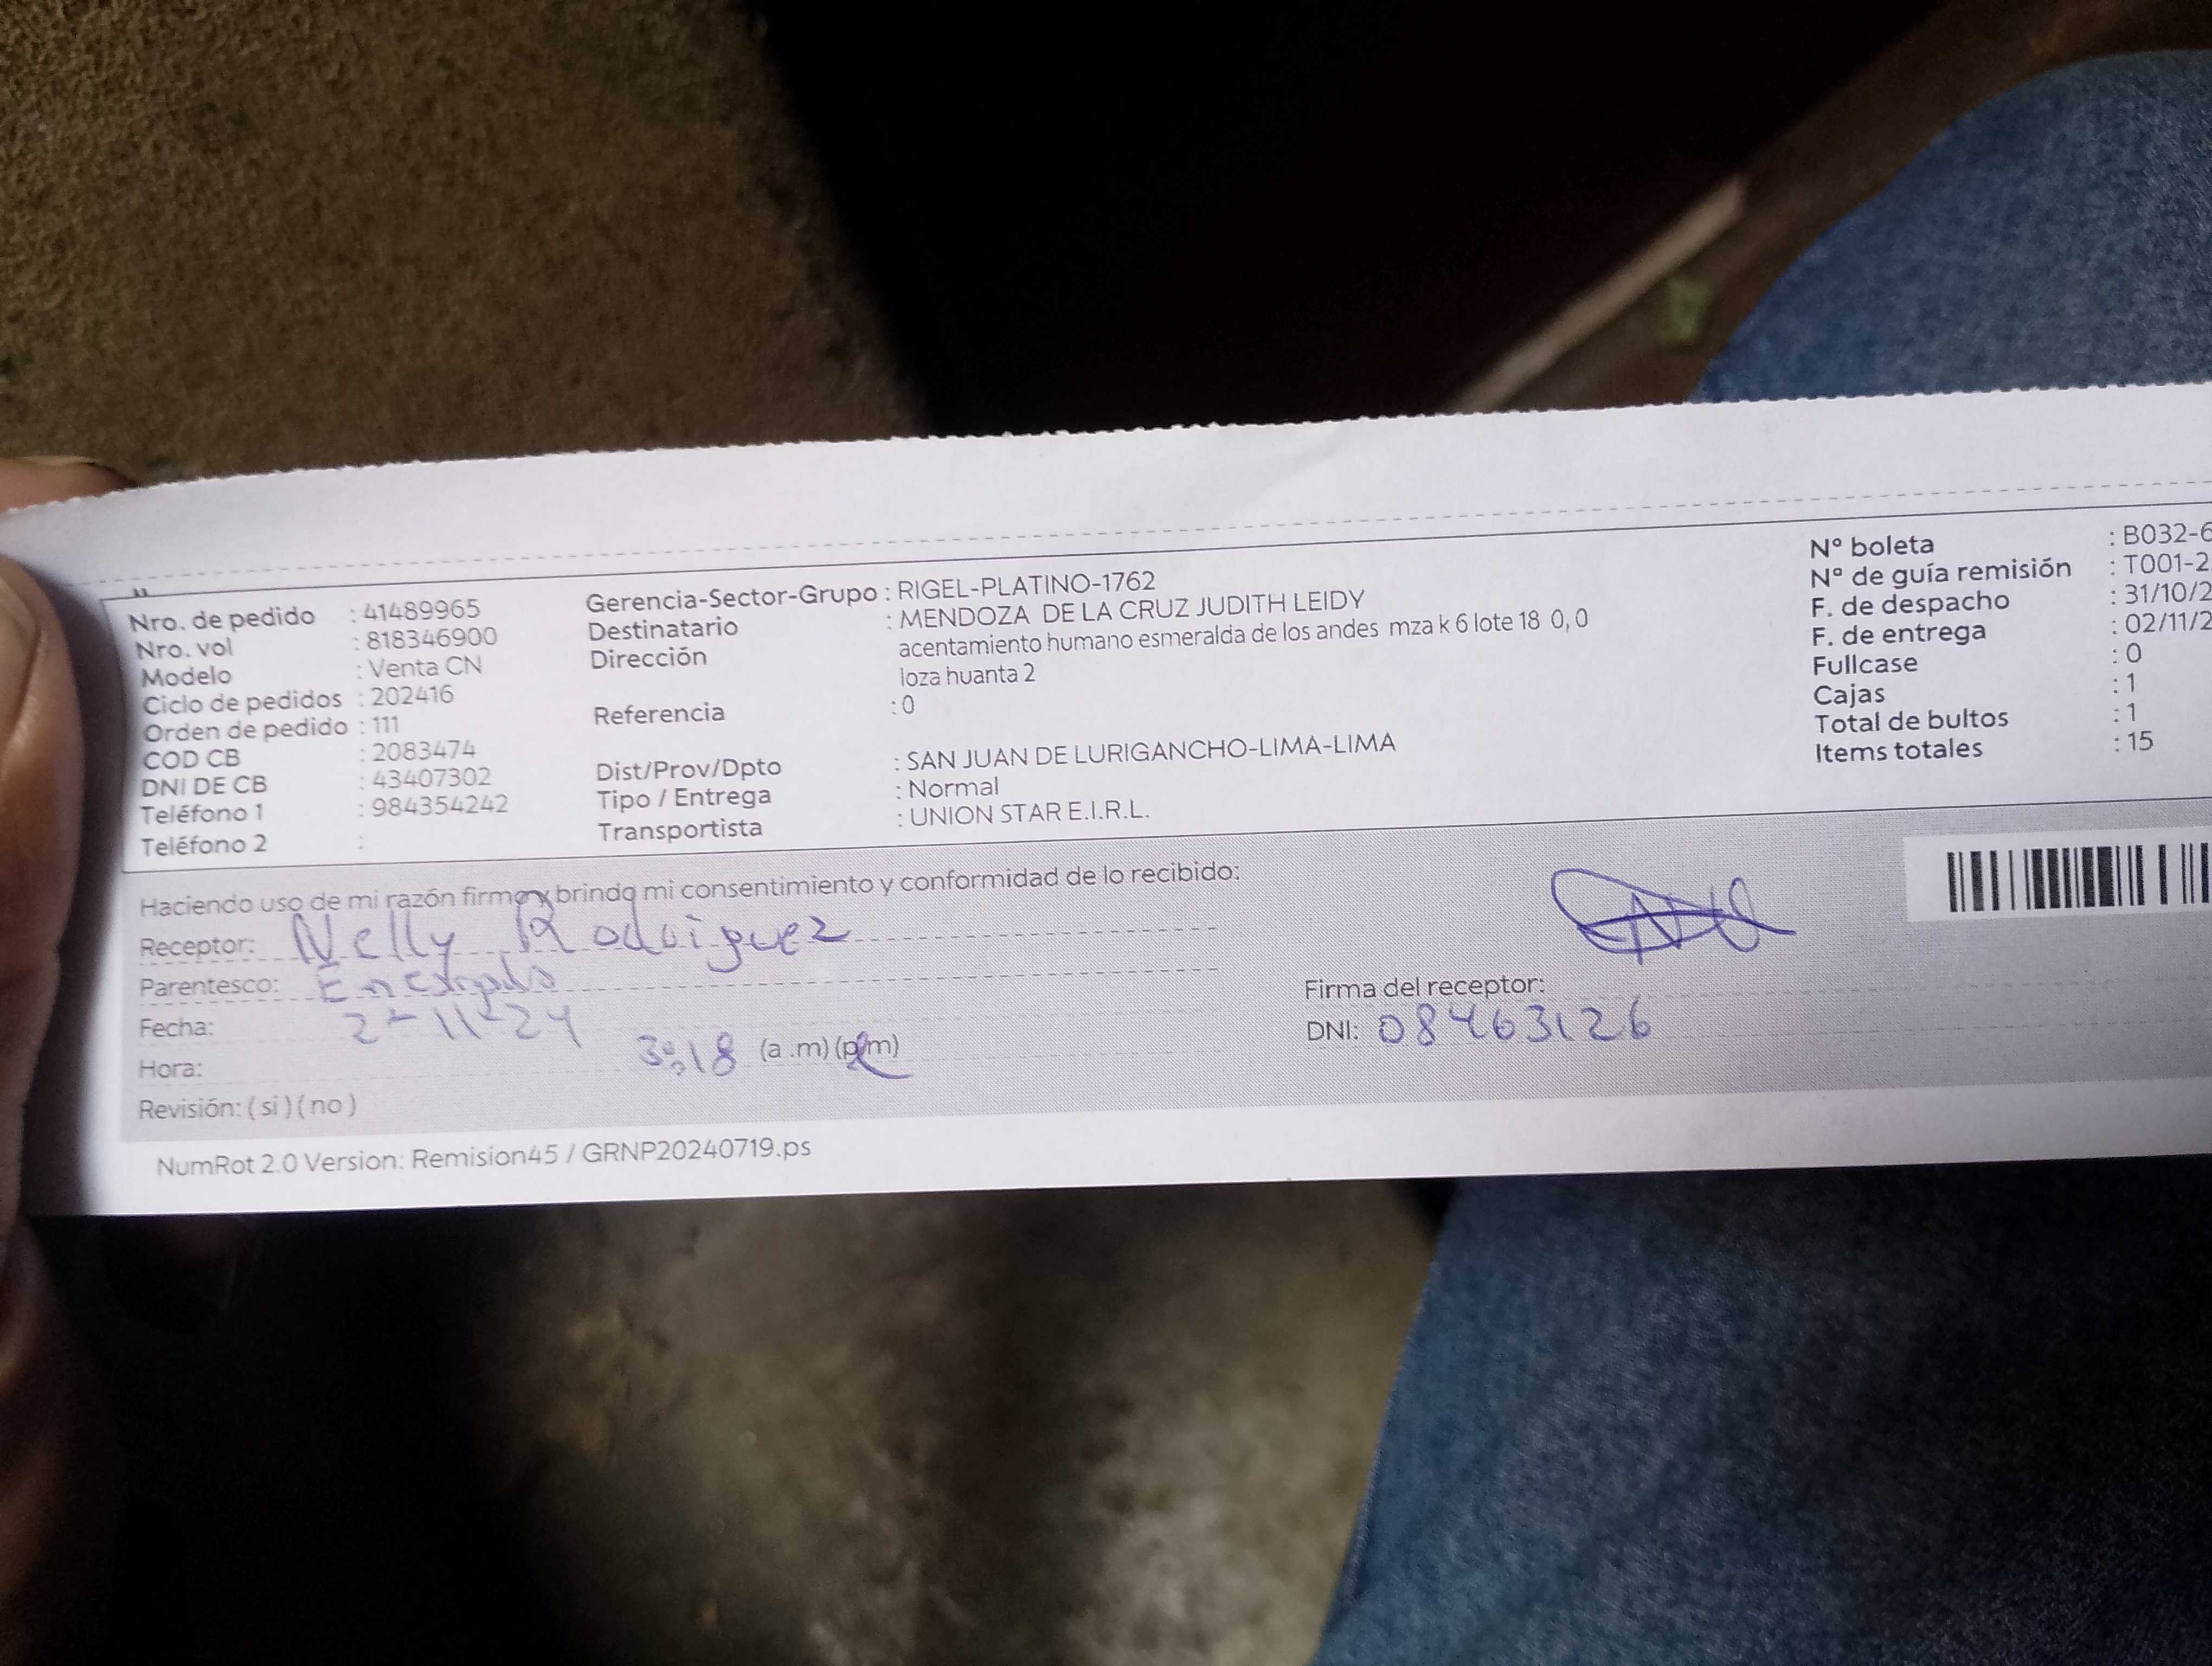 Nro. de pedido : 41489965
Nro. vol : 818346900
Modelo : Venta CN
Ciclo de pedidos : 202416
Orden de pedido : 111
COD CB : 2083474
DNI DE CB : 43407302
Teléfono 1 : 984354242
Teléfono 2 :
Gerencia-Sector-Grupo : RIGEL-PLATINO-1762
Destinatario : MENDOZA DE LA CRUZ JUDITH LEIDY
Dirección acentamiento humano esmeralda de los andes mza k 6 lote 18 0,0
loza huanta 2
Referencia : 0
Dist/Prov/Dpto : SAN JUAN DE LURIGANCHO-LIMA-LIMA
Tipo / Entrega : Normal
Transportista : UNION STAR E.I.R.L.
N° boleta : B032-6
N° de guía remisión : T001-2
F. de despacho : 31/10/2
F. de entrega : 02/11/2
Fullcase : 0
Cajas : 1
Total de bultos : 1
Items totales : 15
Haciendo uso de mi razón firmo y brindo mi consentimiento y conformidad de lo recibido:
Receptor: Nelly Rodriguez
Parentesco:
Fecha: 2-11-24
Hora: 3:18 (a.m) (p.m)
Revisión: ( si ) ( no )
Firma del receptor:
DNI: 08463126
NumRot 2.0 Version: Remision45 / GRNP20240719.ps